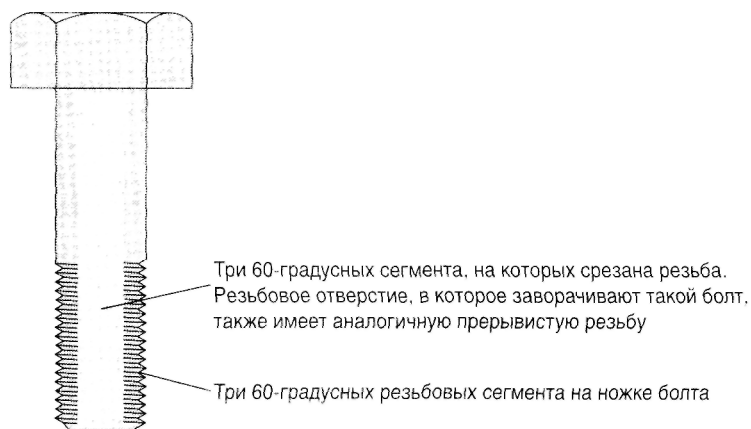 Три 60-градусных сегмента, на которых срезана резьба.
Резьбовое отверстие, в которое заворачивают такой болт,
также имеет аналогичную прерывистую резьбу
Три 60-градусных резьбовых сегмента на ножке болта